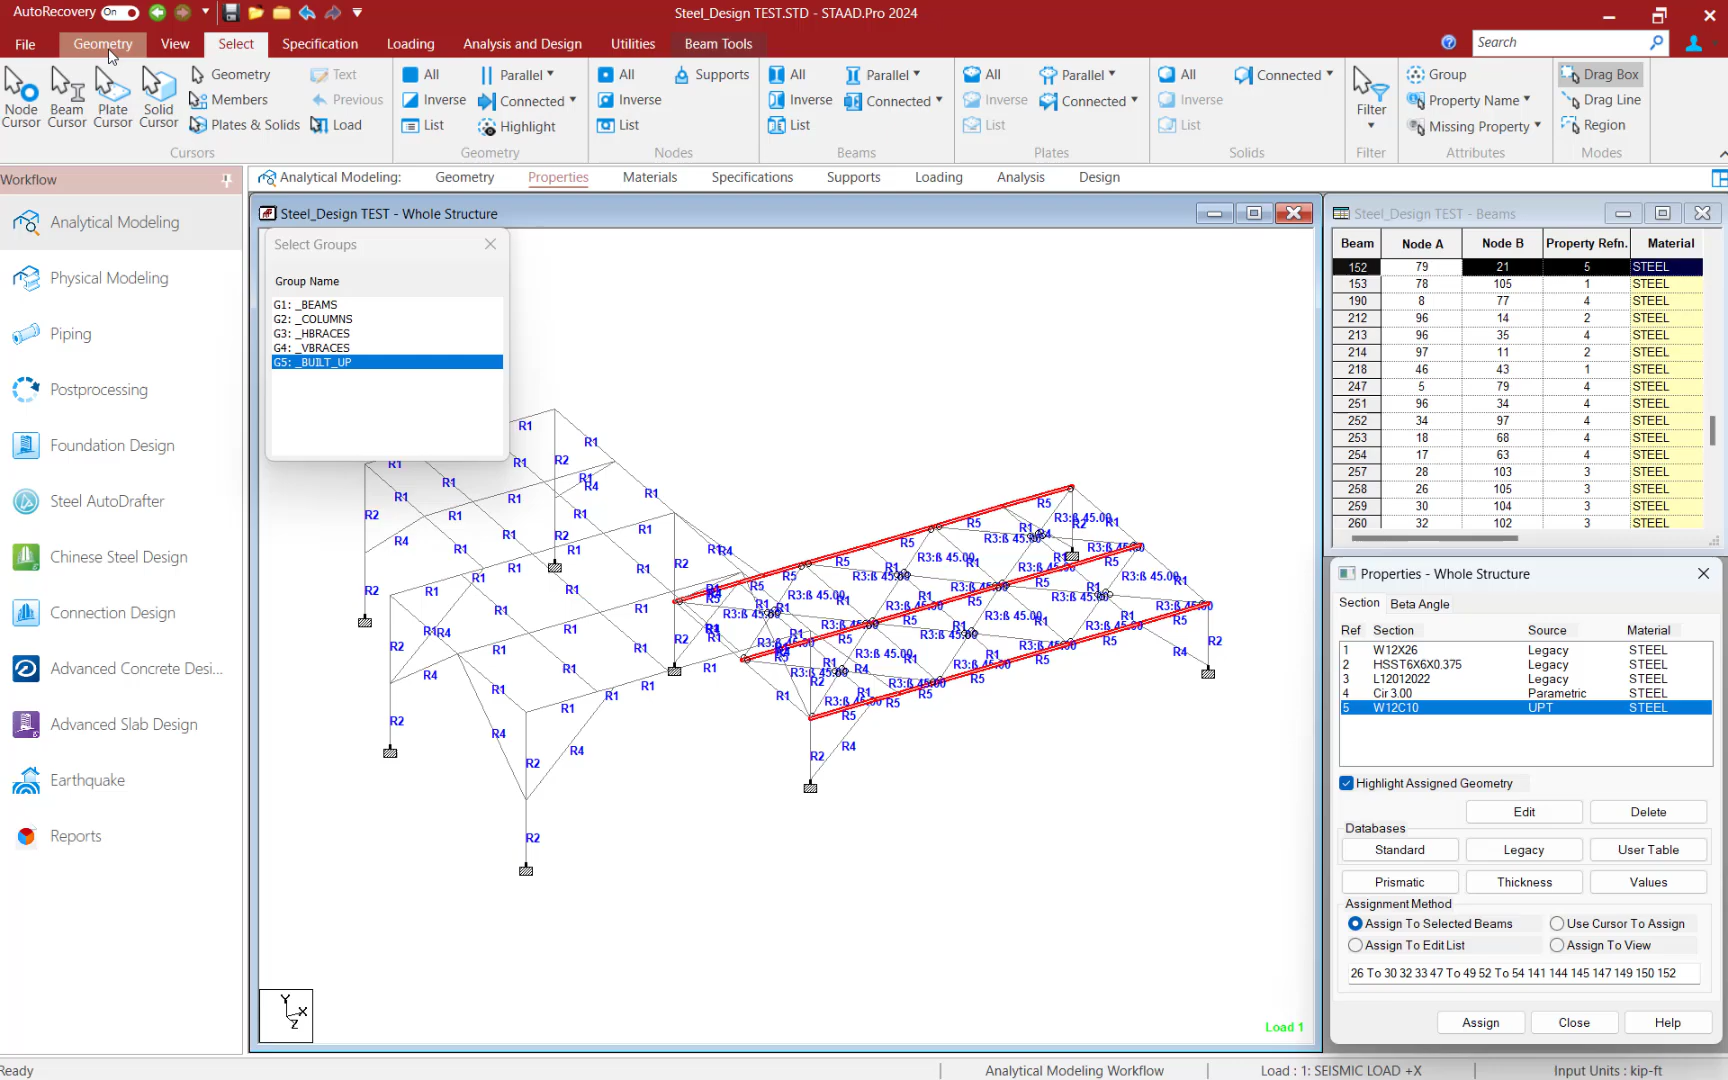 AutoRecovery On
Steel_Design TEST.STD - STAAD.Pro 2024
File Geometry View Select Specification Loading Analysis and Design Utilities Beam Tools
Search
Node Cursor
Beam Cursor
Plate Cursor
Solid Cursor
Geometry
Members
Plates & Solids
Text
Previous
Load
Cursors
All
Inverse
List
Parallel
Connected
Highlight
Geometry
All
Inverse
List
Supports
Nodes
All
Inverse
List
Parallel
Connected
Beams
All
Inverse
List
Parallel
Connected
Plates
All
Inverse
List
Connected
Solids
Filter
Filter
Group
Property Name
Missing Property
Attributes
Drag Box
Drag Line
Region
Modes
Workflow
Analytical Modeling
Physical Modeling
Piping
Postprocessing
Foundation Design
Steel AutoDrafter
Chinese Steel Design
Connection Design
Advanced Concrete Desi...
Advanced Slab Design
Earthquake
Reports
Analytical Modeling: Geometry Properties Materials Specifications Supports Loading Analysis Design
Steel_Design TEST - Whole Structure
Select Groups
Group Name
G1: _BEAMS
G2: _COLUMNS
G3: _HBRACES
G4: _VBRACES
G5: _BUILT_UP
Y
X
Z
Load 1
Steel_Design TEST - Beams
Beam Node A Node B Property Refn. Material
152 79 21 5 STEEL
153 78 105 1 STEEL
190 8 77 4 STEEL
212 96 14 2 STEEL
213 96 35 4 STEEL
214 97 11 2 STEEL
218 46 43 1 STEEL
247 5 79 4 STEEL
251 96 34 4 STEEL
252 34 97 4 STEEL
253 18 68 4 STEEL
254 17 63 4 STEEL
257 28 103 3 STEEL
258 26 105 3 STEEL
259 30 104 3 STEEL
260 32 102 3 STEEL
Properties - Whole Structure
Section Beta Angle
Ref Section Source Material
1 W12X26 Legacy STEEL
2 HSST6X6X0.375 Legacy STEEL
3 L12012022 Legacy STEEL
4 Cir 3.00 Parametric STEEL
5 W12C10 UPT STEEL
Highlight Assigned Geometry
Edit Delete
Databases
Standard Legacy User Table
Prismatic Thickness Values
Assignment Method
Assign To Selected Beams Use Cursor To Assign
Assign To Edit List Assign To View
26 To 30 32 33 47 To 49 52 To 54 141 144 145 147 149 150 152
Assign Close Help
Ready
Analytical Modeling Workflow
Load : 1: SEISMIC LOAD +X
Input Units : kip-ft